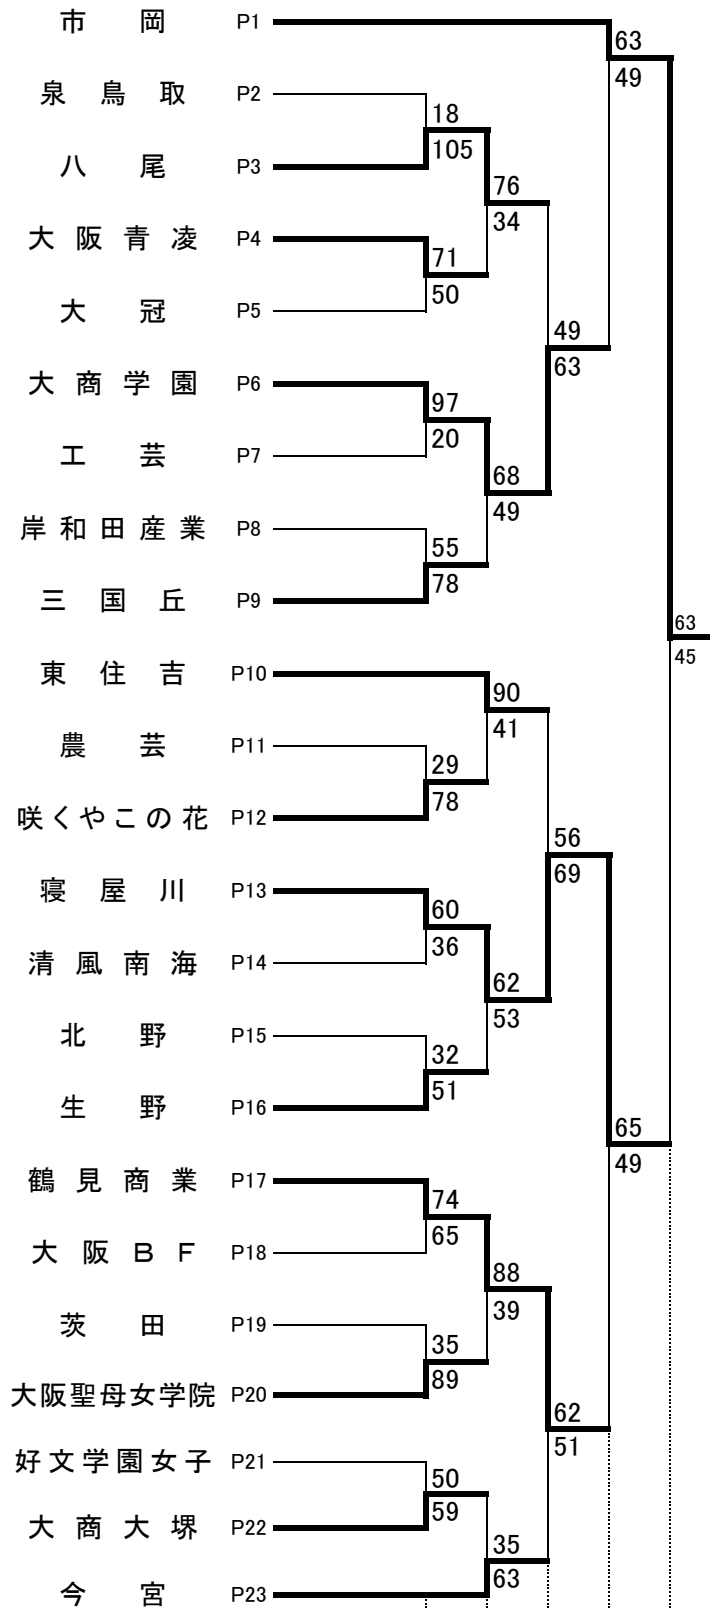 市岡 P1
63
49
泉鳥取 P2
18
105
八尾 P3
76
34
大阪青凌 P4
71
50
大冠 P5
49
63
大商学園 P6
97
20
工芸 P7
68
49
岸和田産業 P8
55
78
三国丘 P9
63
45
東住吉 P10
90
41
農芸 P11
29
78
咲くやこの花 P12
56
69
寝屋川 P13
60
36
清風南海 P14
62
53
北野 P15
32
51
生野 P16
65
49
鶴見商業 P17
74
65
大阪ＢＦ P18
88
39
茨田 P19
35
89
大阪聖母女学院 P20
62
51
好文学園女子 P21
50
59
大商大堺 P22
35
63
今宮 P23